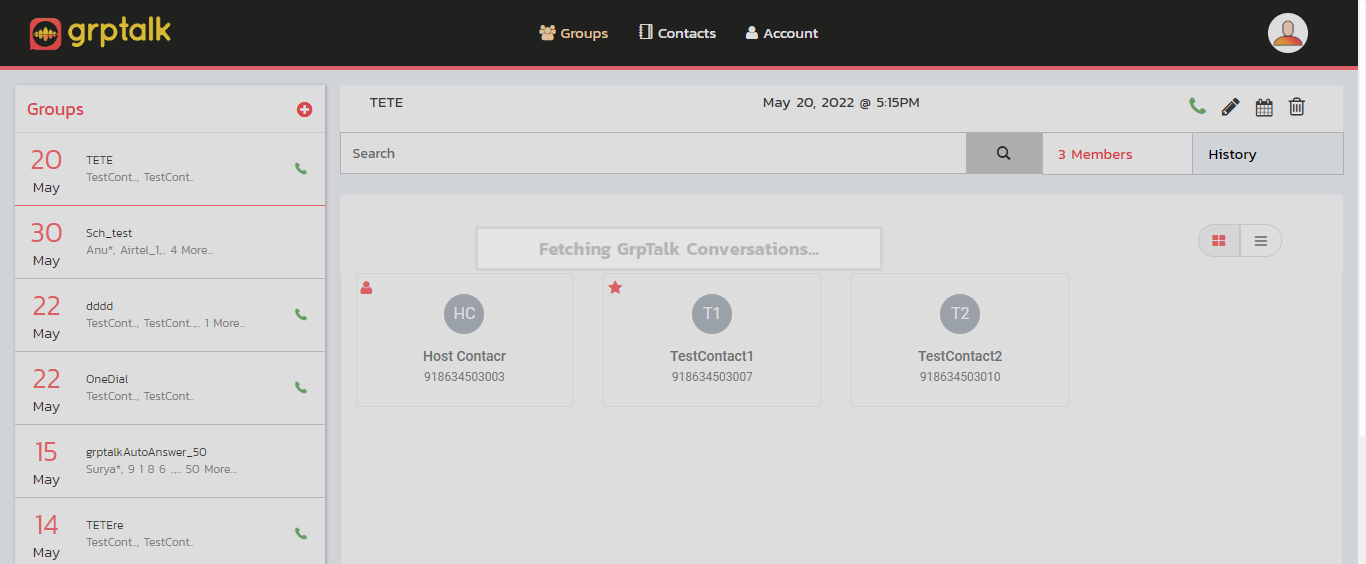 grptalk
Groups Contacts Account
Groups
20 May
TETE
TestCont.., TestCont..
30 May
Sch_test
Anu*, Airtel_1,.. 4 More...
22 May
dddd
TestCont.., TestCont..,.. 1 More...
22 May
OneDial
TestCont.., TestCont..
15 May
grptalkAutoAnswer_50
Surya*, 9 1 8 6 ..,.. 50 More...
14 May
TETEre
TestCont.., TestCont..
TETE May 20, 2022 @ 5:15PM
Search 3 Members History
Fetching GrpTalk Conversations...
HC
Host Contacr
918634503003
T1
TestContact1
918634503007
T2
TestContact2
918634503010